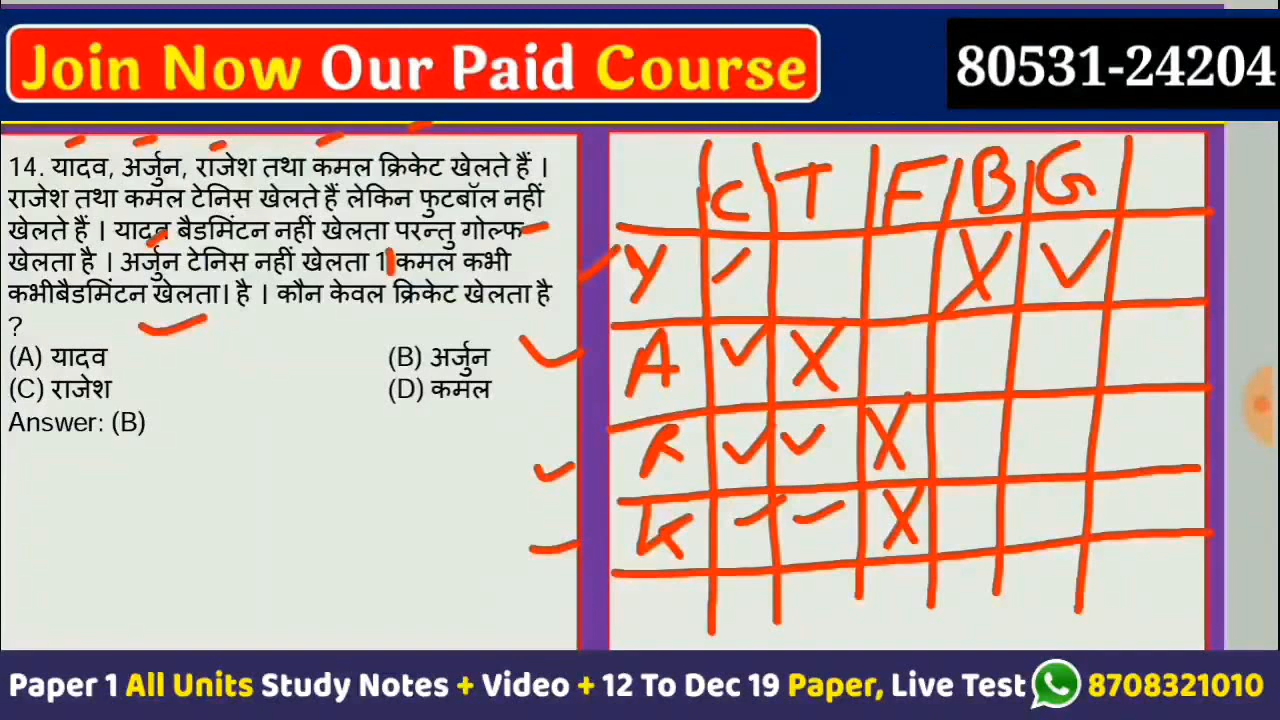 Join Now Our Paid Course
80531-24204
14. यादव, अर्जुन, राजेश तथा कमल क्रिकेट खेलते हैं ।
राजेश तथा कमल टेनिस खेलते हैं लेकिन फुटबॉल नहीं
खेलते हैं । यादव बैडमिंटन नहीं खेलता परन्तु गोल्फ
खेलता है । अर्जुन टेनिस नहीं खेलता 1 कमल कभी
कभीबैडमिंटन खेलता। है । कौन केवल क्रिकेट खेलता है
?
(A) यादव (B) अर्जुन
(C) राजेश (D) कमल
Answer: (B)
C T F B G
Y
A
R
K
Paper 1 All Units Study Notes + Video + 12 To Dec 19 Paper, Live Test 8708321010